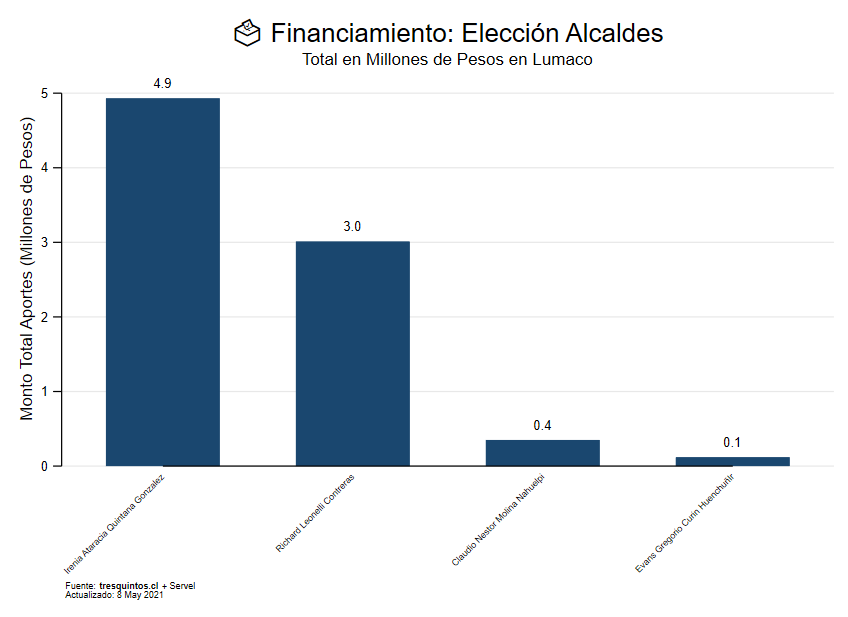 Financiamiento: Elección Alcaldes
Total en Millones de Pesos en Lumaco
Monto Total Aportes (Millones de Pesos)
5
4
3
2
1
0
4.9
3.0
0.4
0.1
Irenia Ataracia Quintana Gonzalez
Richard Leonelli Contreras
Claudio Nestor Molina Nahuelpi
Evans Gregorio Curin Huenchuñir
Fuente: tresquintos.cl + Servel
Actualizado: 8 May 2021